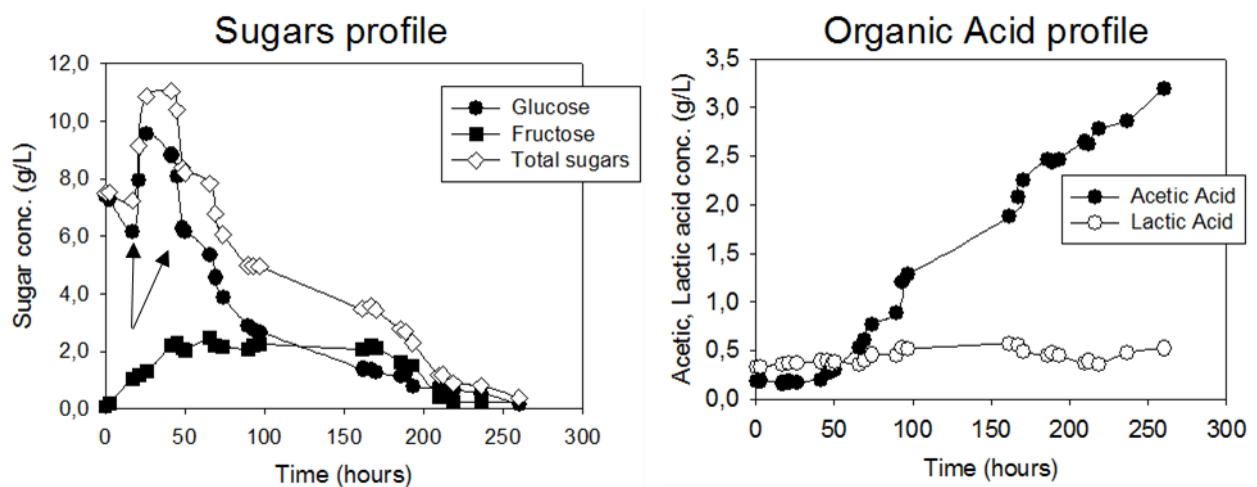 Sugars profile
12,0
10,0
8,0
6,0
4,0
2,0
0,0
Sugar conc. (g/L)
Glucose
Fructose
Total sugars
0 50 100 150 200 250 300
Time (hours)
Organic Acid profile
3,5
3,0
2,5
2,0
1,5
1,0
0,5
0,0
Acetic, Lactic acid conc. (g/L)
Acetic Acid
Lactic Acid
0 50 100 150 200 250 300
Time (hours)